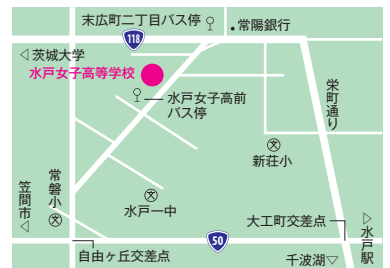 末広町二丁目バス停
常陽銀行
118
◁茨城大学
水戸女子高等学校
水戸女子高前
バス停
栄町通り
新荘小
常磐小
笠間市◁
水戸一中
大工町交差点
50
▷水戸駅
自由ヶ丘交差点
千波湖▽